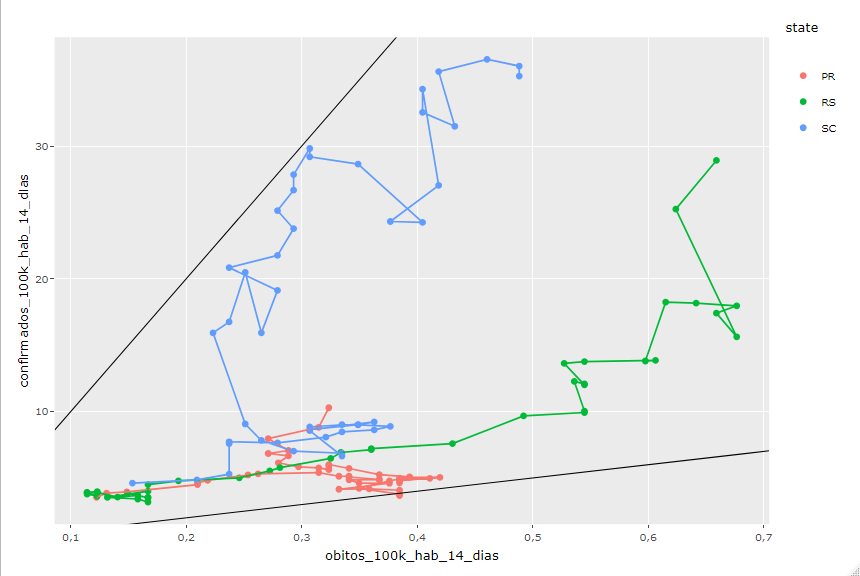 state
PR
RS
SC
confirmados_100k_hab_14_dias
30
20
10
0,1 0,2 0,3 0,4 0,5 0,6 0,7
obitos_100k_hab_14_dias